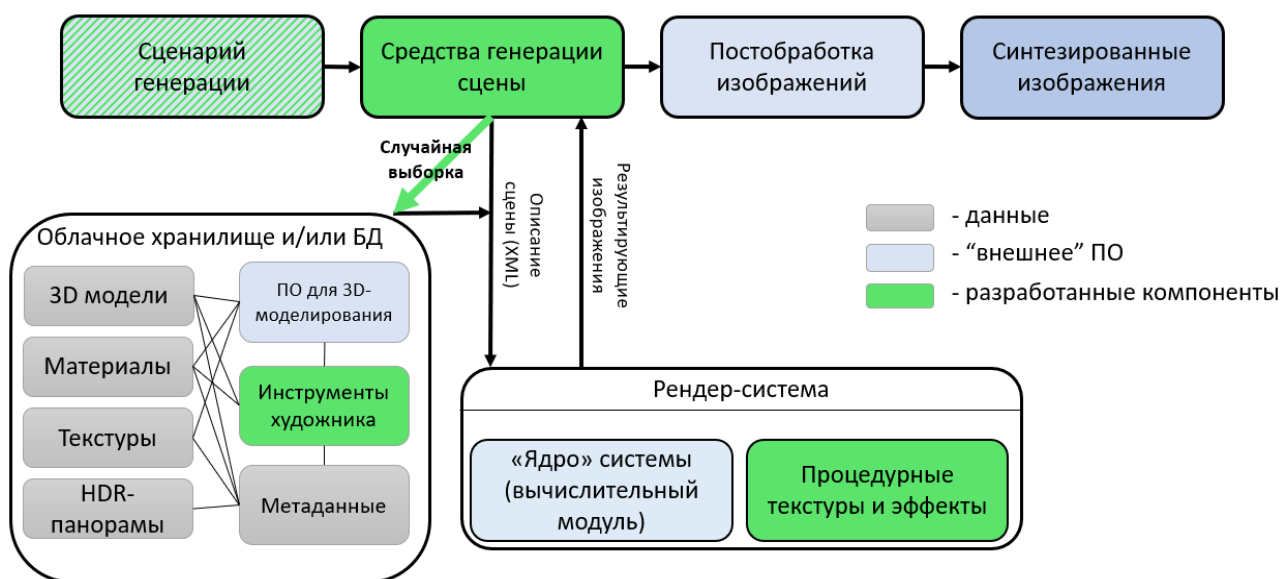 Сценарий
генерации
Средства генерации
сцены
Постобработка
изображений
Синтезированные
изображения
Случайная
выборка
Описание
сцены (XML)
Результирующие
изображения
- данные
- “внешнее” ПО
- разработанные компоненты
Облачное хранилище и/или БД
3D модели
Материалы
Текстуры
HDR-
панорамы
ПО для 3D-
моделирования
Инструменты
художника
Метаданные
Рендер-система
«Ядро» системы
(вычислительный
модуль)
Процедурные
текстуры и эффекты